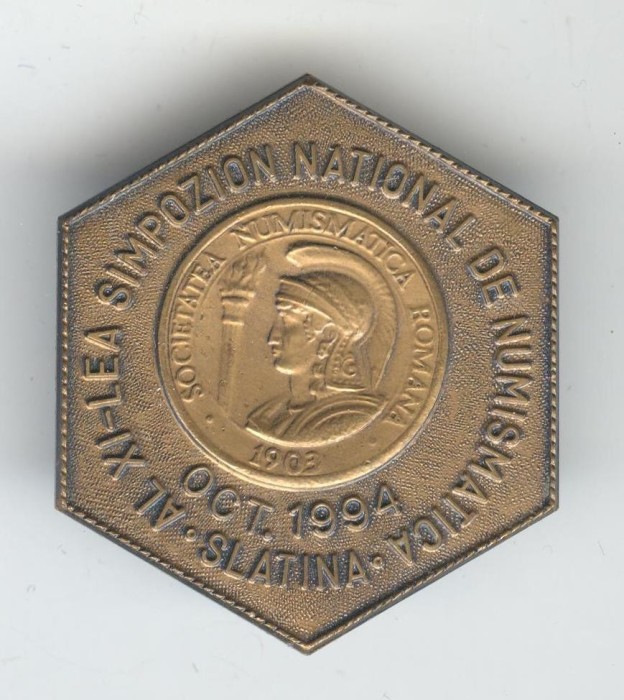 AL XI-LEA SIMPOZION NATIONAL DE NUMISMATICA
SOCIETATEA NUMISMATICA ROMANA
1903
OCT. 1994
· SLATINA ·